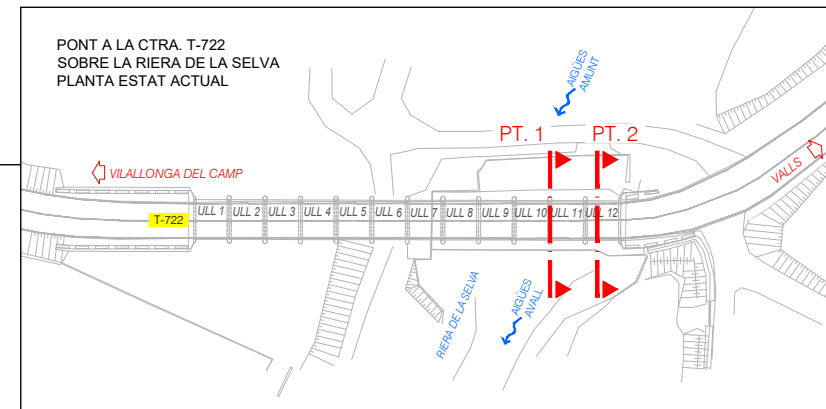 PONT A LA CTRA. T-722
SOBRE LA RIERA DE LA SELVA
PLANTA ESTAT ACTUAL
AIGÜES
AMUNT
PT. 1
PT. 2
VILALLONGA DEL CAMP
VALLS
T-722
ULL 1
ULL 2
ULL 3
ULL 4
ULL 5
ULL 6
ULL 7
ULL 8
ULL 9
ULL 10
ULL 11
ULL 12
RIERA DE LA SELVA
AIGÜES
AVALL